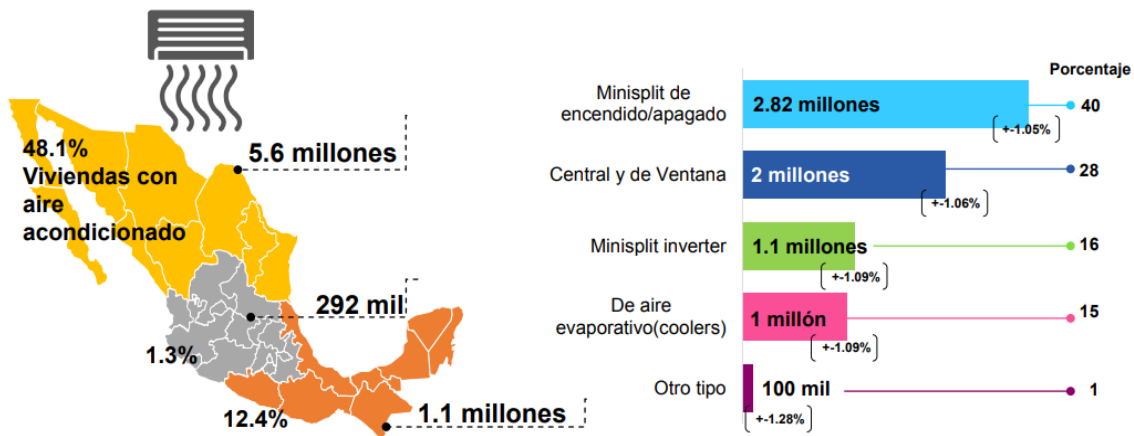 48.1%
Viviendas con
aire
acondicionado
5.6 millones
292 mil
1.3%
12.4%
1.1 millones
Porcentaje
Minisplit de
encendido/apagado
2.82 millones
40
+-1.05%
Central y de Ventana
2 millones
28
+-1.06%
Minisplit inverter
1.1 millones
16
+-1.09%
De aire
evaporativo(coolers)
1 millón
15
+-1.09%
Otro tipo
100 mil
1
+-1.28%